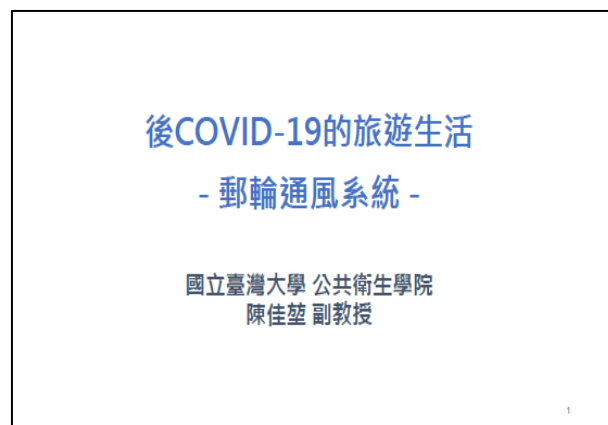 後COVID-19的旅遊生活
- 郵輪通風系統 -
國立臺灣大學 公共衛生學院
陳佳堃 副教授
1